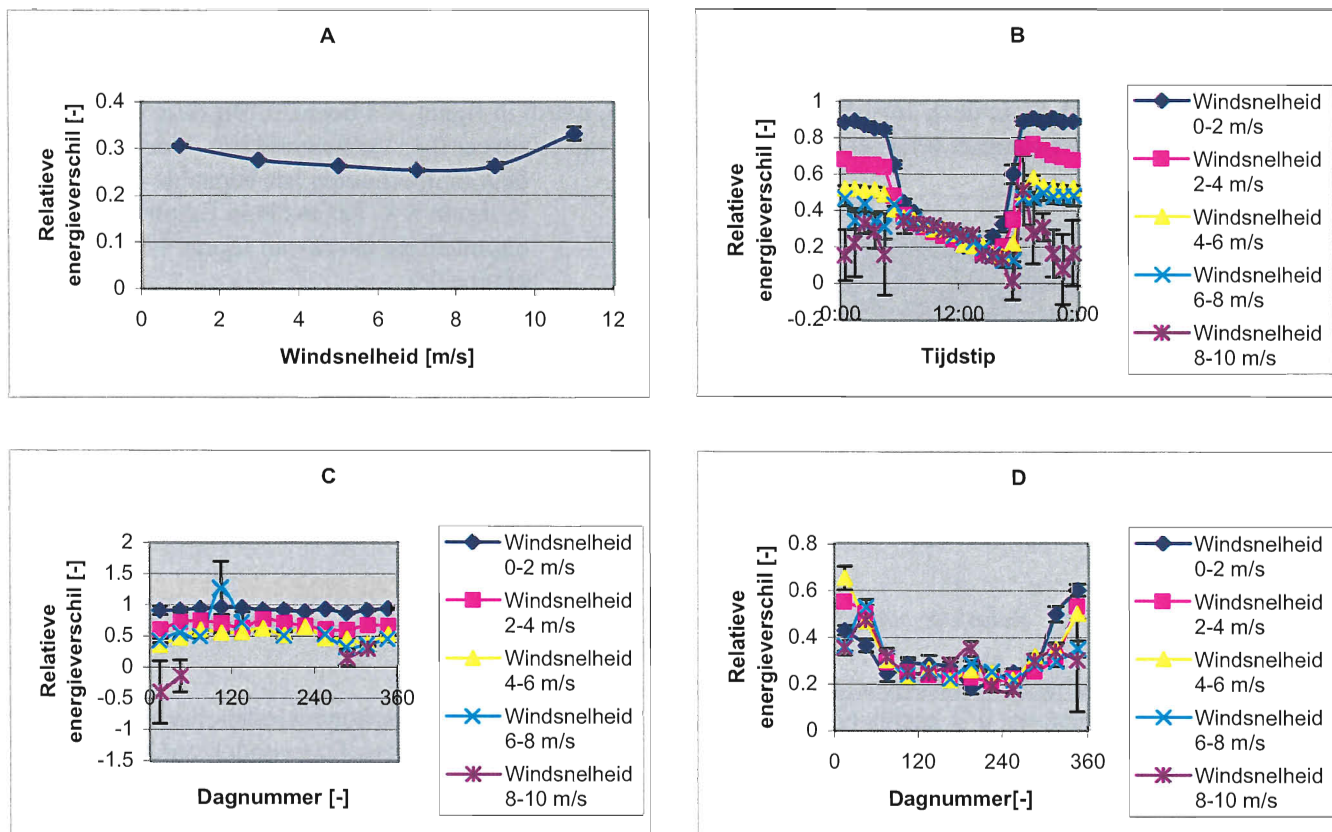 A
Relatieve
energieverschil [-]
0.4
0.3
0.2
0.1
0
0
2
4
6
8
10
12
Windsnelheid [m/s]
B
Relatieve
energieverschil [-]
1
0.8
0.6
0.4
0.2
0
-0.2
0:00
12:00
0:00
Tijdstip
Windsnelheid
0-2 m/s
Windsnelheid
2-4 m/s
Windsnelheid
4-6 m/s
Windsnelheid
6-8 m/s
Windsnelheid
8-10 m/s
C
Relatieve
energieverschil [-]
2
1.5
1
0.5
0
-0.5
-1
-1.5
0
120
240
360
Dagnummer [-]
Windsnelheid
0-2 m/s
Windsnelheid
2-4 m/s
Windsnelheid
4-6 m/s
Windsnelheid
6-8 m/s
Windsnelheid
8-10 m/s
D
Relatieve
energieverschil [-]
0.8
0.6
0.4
0.2
0
0
120
240
360
Dagnummer[-]
Windsnelheid
0-2 m/s
Windsnelheid
2-4 m/s
Windsnelheid
4-6 m/s
Windsnelheid
6-8 m/s
Windsnelheid
8-10 m/s